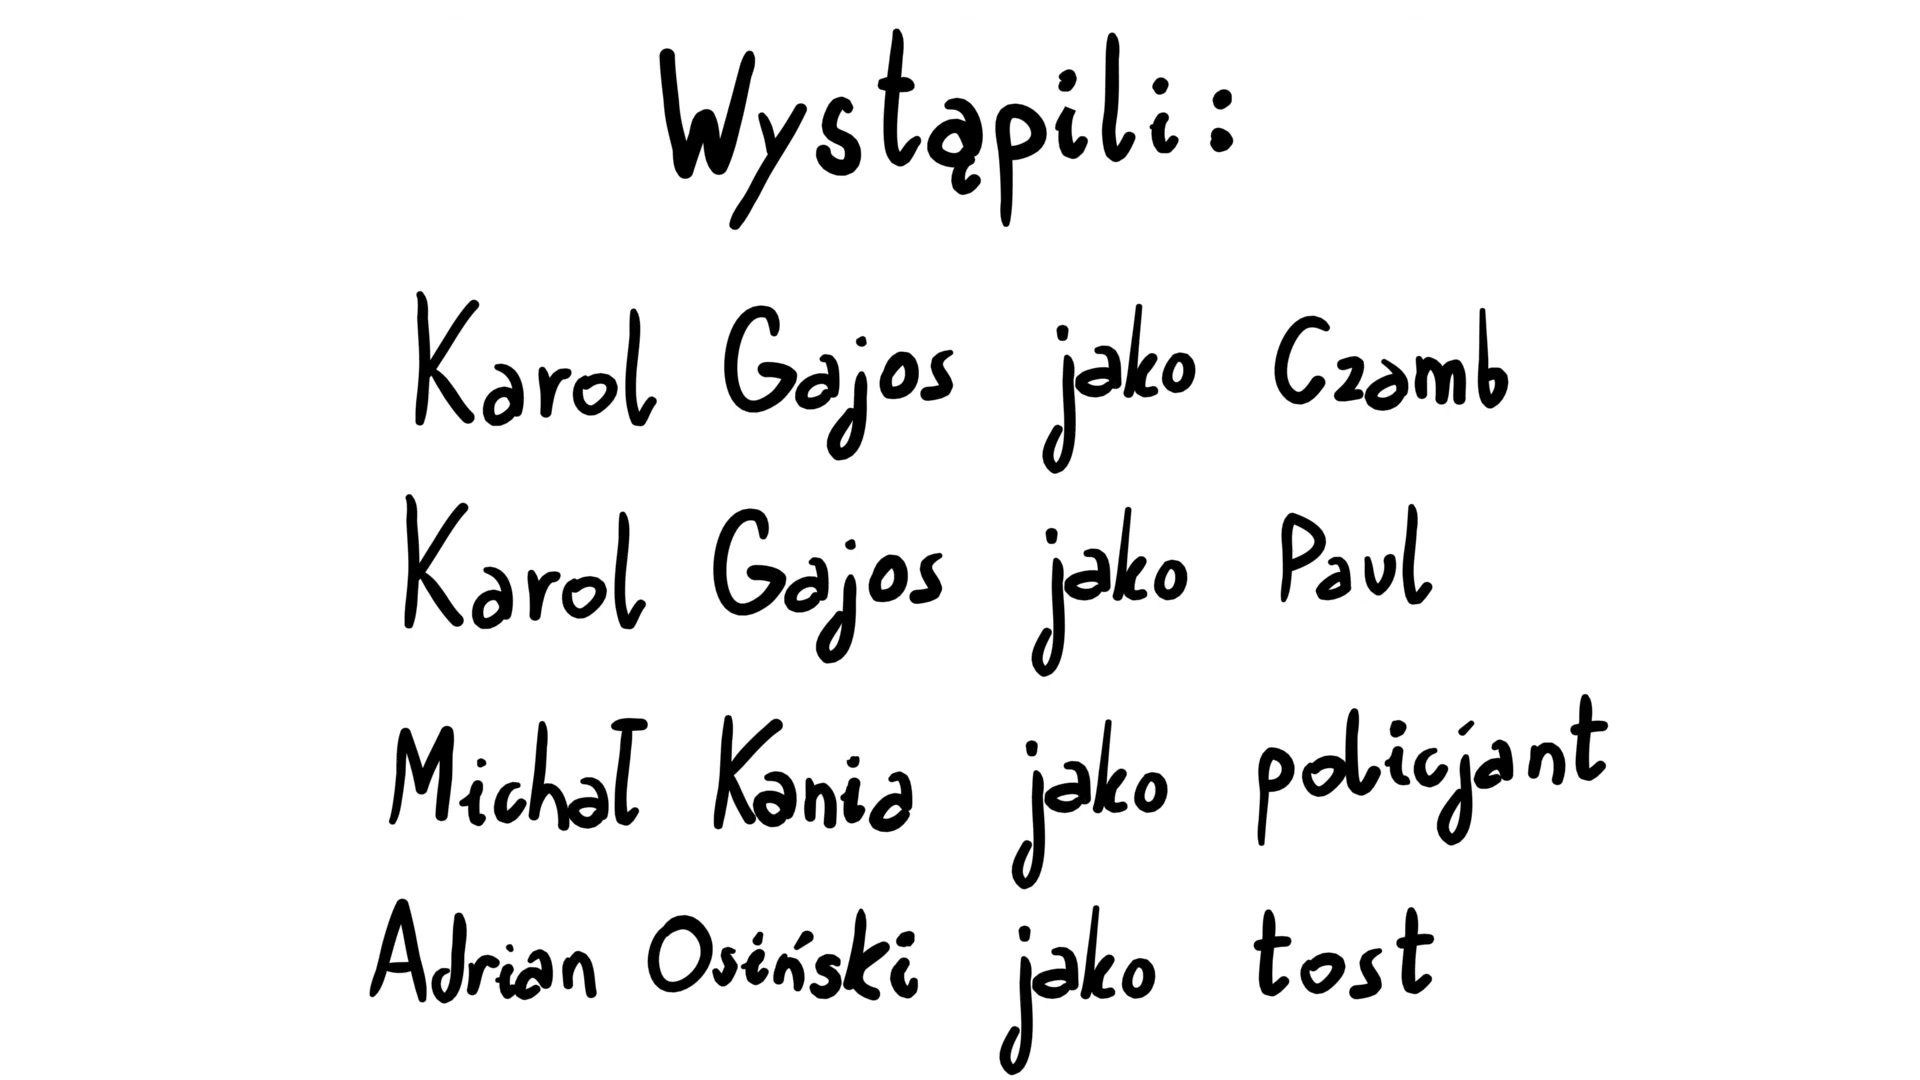 Wystąpili:
Karol Gajos jako Czamb
Karol Gajos jako Paul
Michał Kania jako policjant
Adrian Osiński jako tost